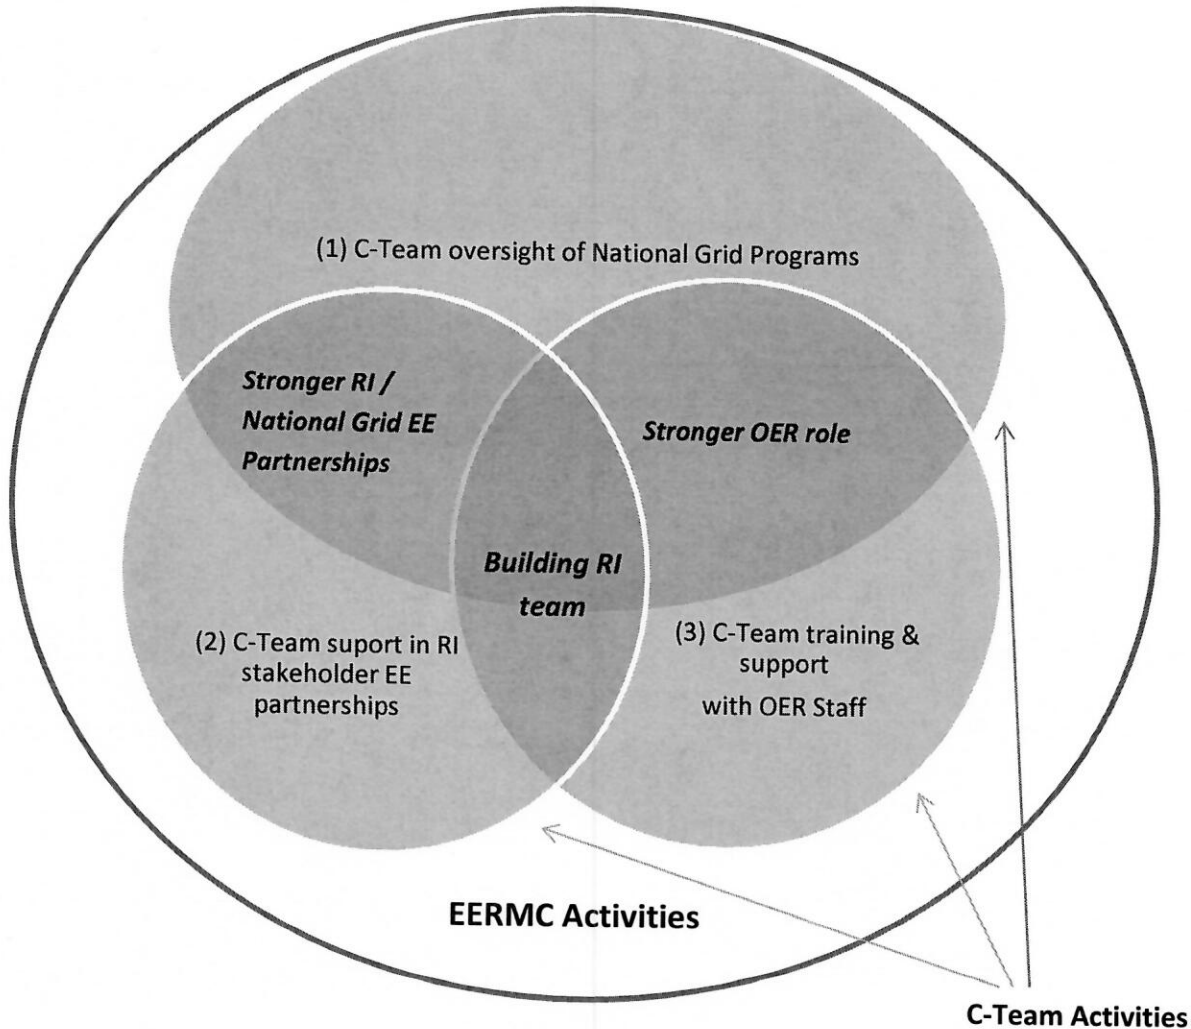 (1) C-Team oversight of National Grid Programs
Stronger RI /
National Grid EE
Partnerships
Stronger OER role
Building RI
team
(2) C-Team suport in RI
stakeholder EE
partnerships
(3) C-Team training &
support
with OER Staff
EERMC Activities
C-Team Activities